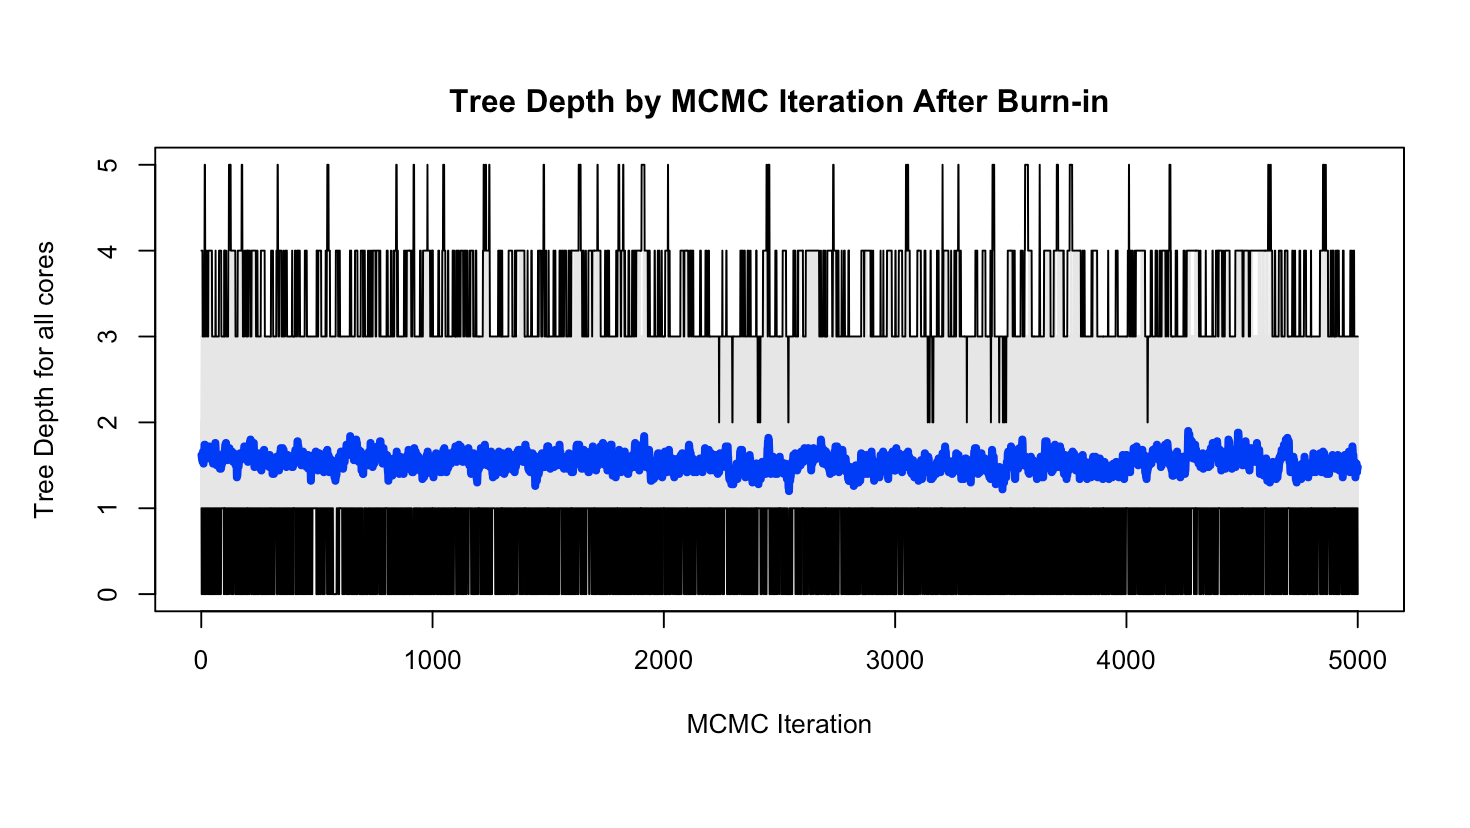 Tree Depth by MCMC Iteration After Burn-in
Tree Depth for all cores
5
4
3
2
1
0
0 1000 2000 3000 4000 5000
MCMC Iteration